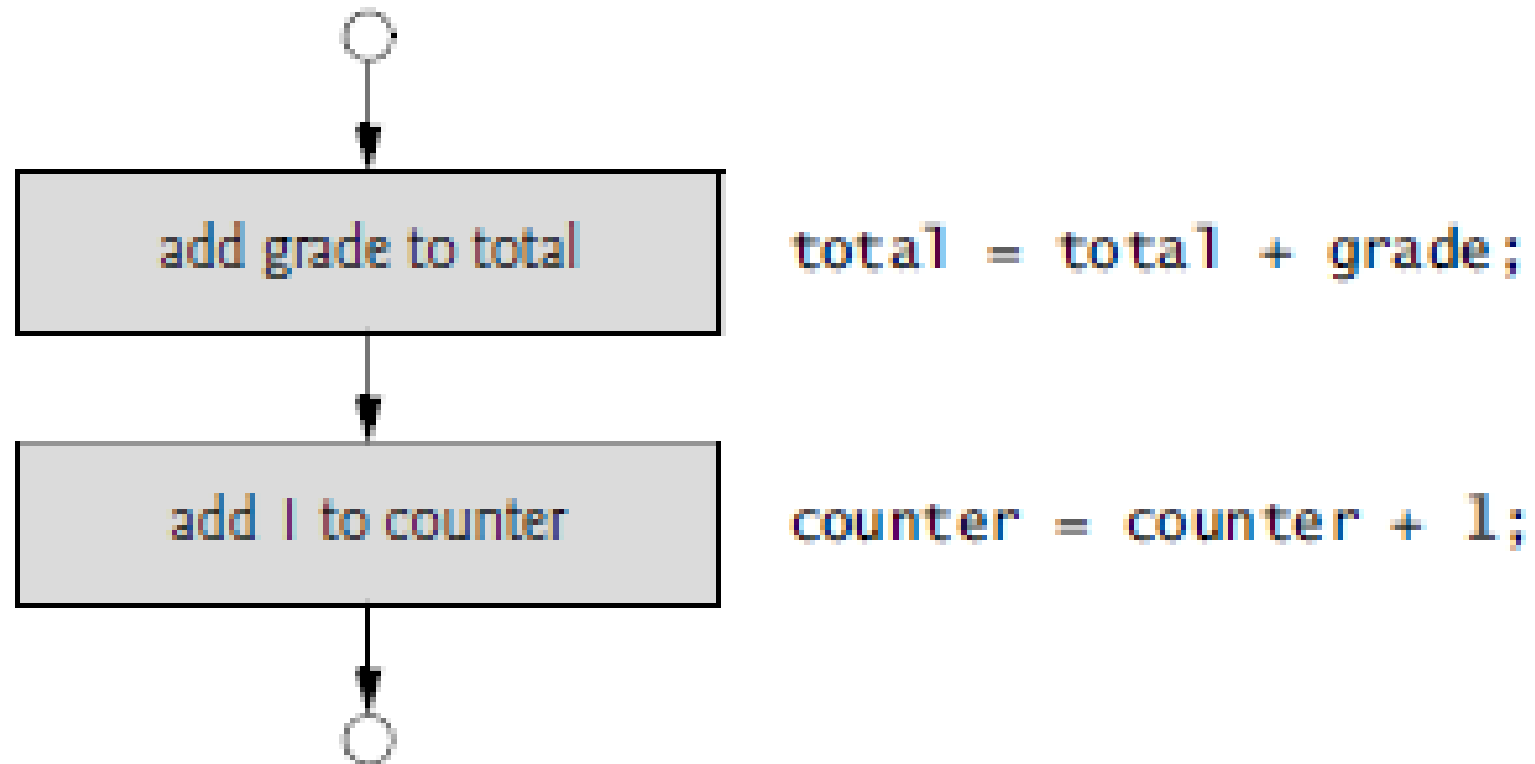 add grade to total
total = total + grade;
add 1 to counter
counter = counter + 1;